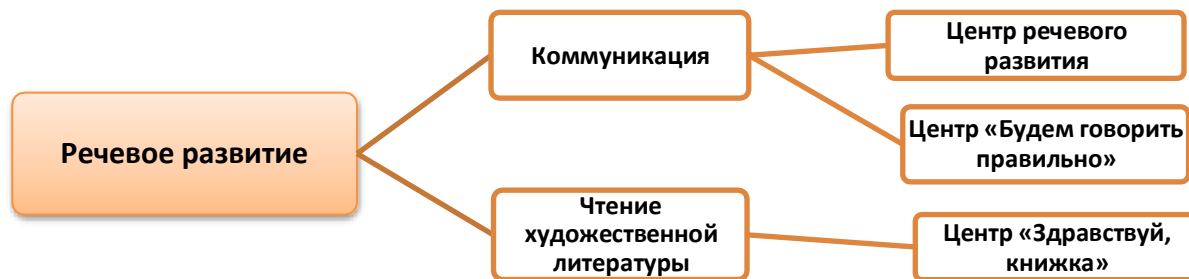 Речевое развитие
Коммуникация
Центр речевого
развития
Центр «Будем говорить
правильно»
Чтение
художественной
литературы
Центр «Здравствуй,
книжка»